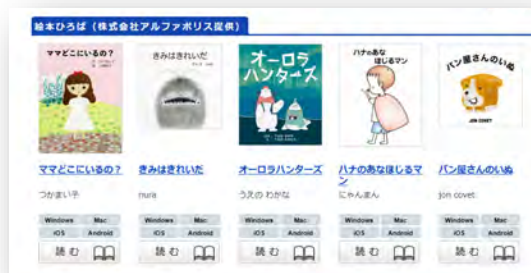 絵本ひろば（株式会社アルファポリス提供）
ママどこにいるの？
きみはきれいだ
オーロラ
ハンターズ
ハナのあな
ほじるマン
パン屋さんのいぬ
JON COVET
ママどこにいるの？
きみはきれいだ
オーロラハンターズ
ハナのあなほじるマ
ン
パン屋さんのいぬ
つかまい子
nura
うえの わかな
にゃんまん
jon covet
Windows Mac
iOS Android
読む
Windows Mac
iOS Android
読む
Windows Mac
iOS Android
読む
Windows Mac
iOS Android
読む
Windows Mac
iOS Android
読む